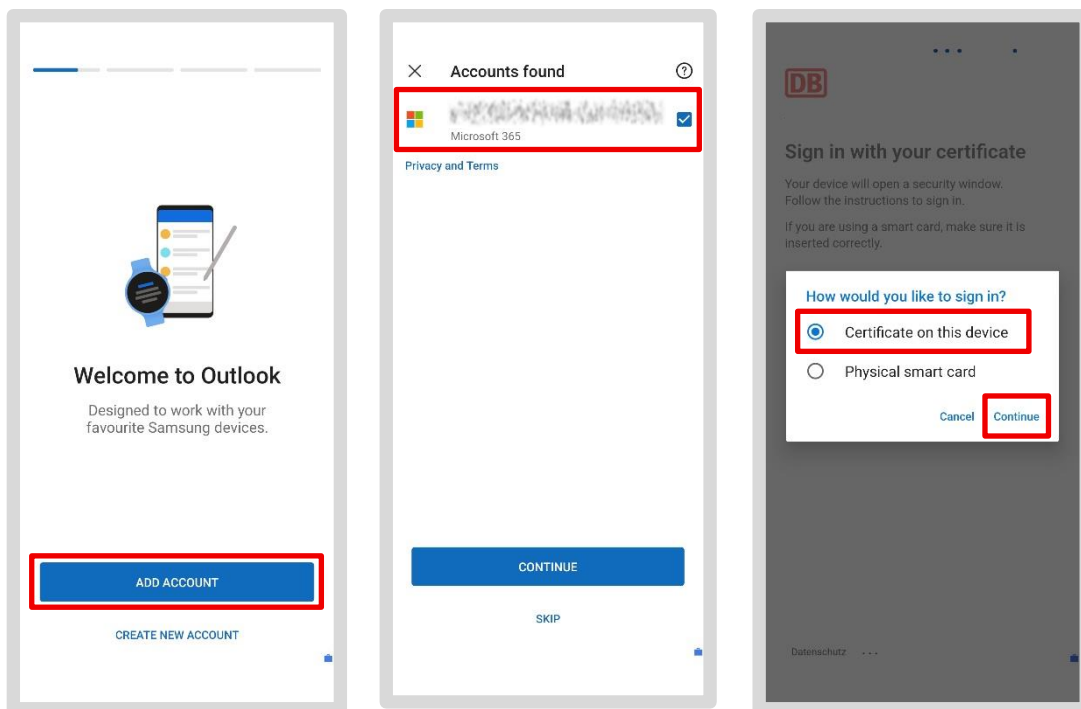 Welcome to Outlook
Designed to work with your
favourite Samsung devices.
ADD ACCOUNT
CREATE NEW ACCOUNT
Accounts found
Microsoft 365
Privacy and Terms
CONTINUE
SKIP
DB
Sign in with your certificate
Your device will open a security window.
Follow the instructions to sign in.
If you are using a smart card, make sure it is
inserted correctly.
How would you like to sign in?
Certificate on this device
Physical smart card
Cancel Continue
Datenschutz ...